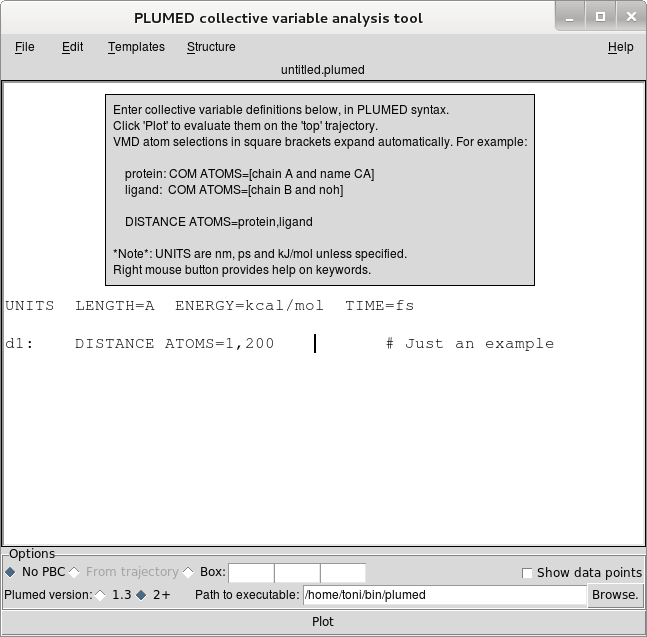 PLUMED collective variable analysis tool
File Edit Templates Structure Help
untitled.plumed
Enter collective variable definitions below, in PLUMED syntax.
Click 'Plot' to evaluate them on the 'top' trajectory.
VMD atom selections in square brackets expand automatically. For example:
protein: COM ATOMS=[chain A and name CA]
ligand: COM ATOMS=[chain B and noh]
DISTANCE ATOMS=protein,ligand
*Note*: UNITS are nm, ps and kJ/mol unless specified.
Right mouse button provides help on keywords.
UNITS LENGTH=A ENERGY=kcal/mol TIME=fs
d1: DISTANCE ATOMS=1,200 # Just an example
Options
No PBC From trajectory Box: Show data points
Plumed version: 1.3 2+ Path to executable: /home/toni/bin/plumed Browse.
Plot